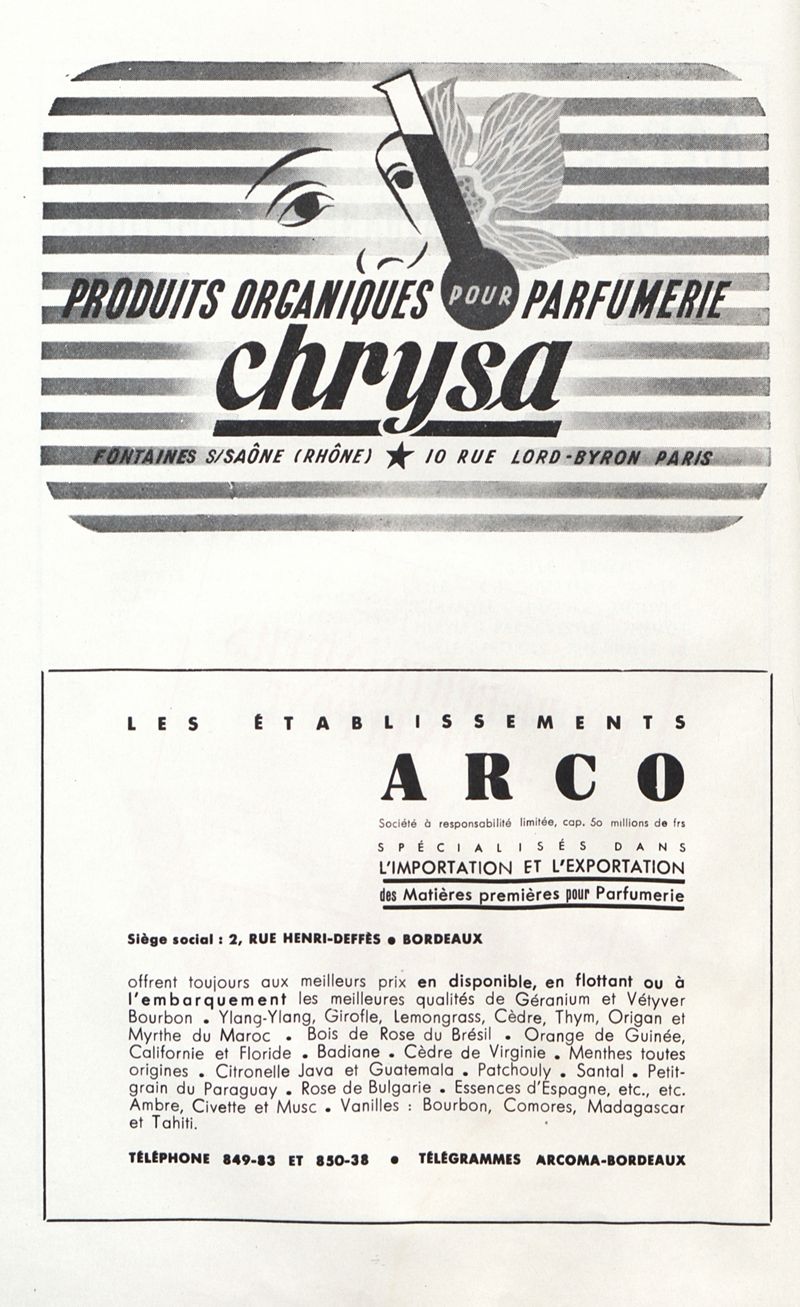 PRODUITS ORGANIQUES POUR PARFUMERIE
chrysa
FONTAINES S/SAÔNE (RHÔNE) ★ 10 RUE LORD-BYRON PARIS
LES ÉTABLISSEMENTS
ARCO
Société à responsabilité limitée, cap. 50 millions de frs
SPÉCIALISÉS DANS
L'IMPORTATION ET L'EXPORTATION
des Matières premières pour Parfumerie
Siège social : 2, RUE HENRI-DEFFÈS ● BORDEAUX
offrent toujours aux meilleurs prix en disponible, en flottant ou à
l'embarquement les meilleures qualités de Géranium et Vétyver
Bourbon • Ylang-Ylang, Girofle, Lemongrass, Cèdre, Thym, Origan et
Myrthe du Maroc • Bois de Rose du Brésil • Orange de Guinée,
Californie et Floride • Badiane • Cèdre de Virginie • Menthes toutes
origines • Citronelle Java et Guatemala • Patchouly • Santal • Petit-
grain du Paraguay • Rose de Bulgarie • Essences d'Espagne, etc., etc.
Ambre, Civette et Musc • Vanilles : Bourbon, Comores, Madagascar
et Tahiti.
TÉLÉPHONE 849-83 ET 850-38 ● TÉLÉGRAMMES ARCOMA-BORDEAUX